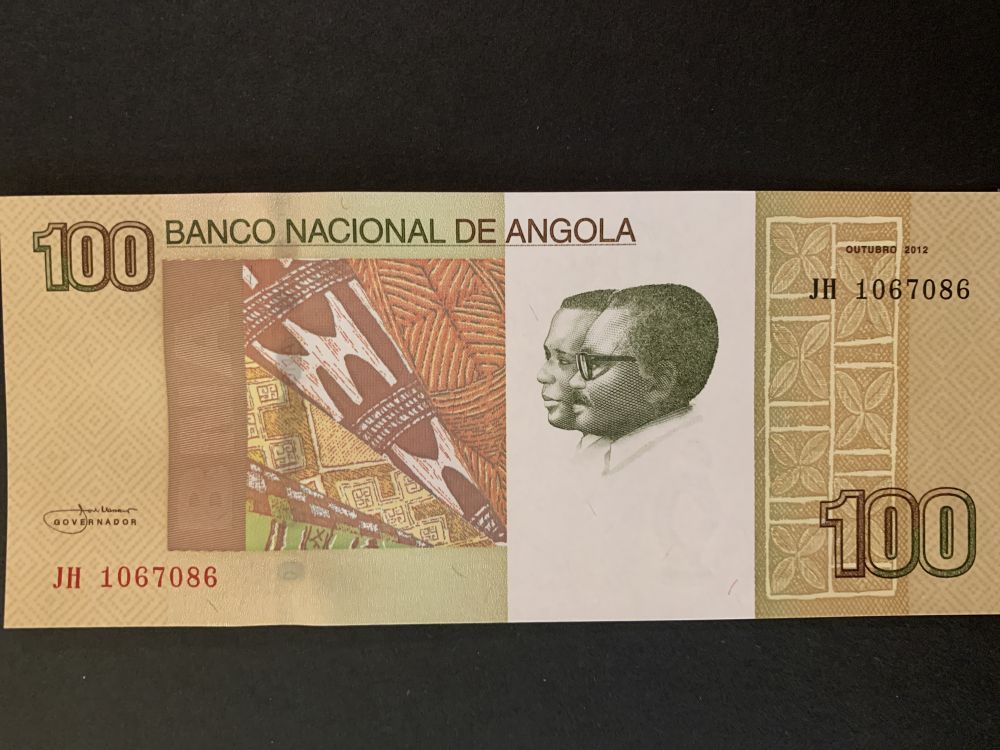 100
BANCO NACIONAL DE ANGOLA
OUTUBRO 2012
JH 1067086
GOVERNADOR
JH 1067086
100